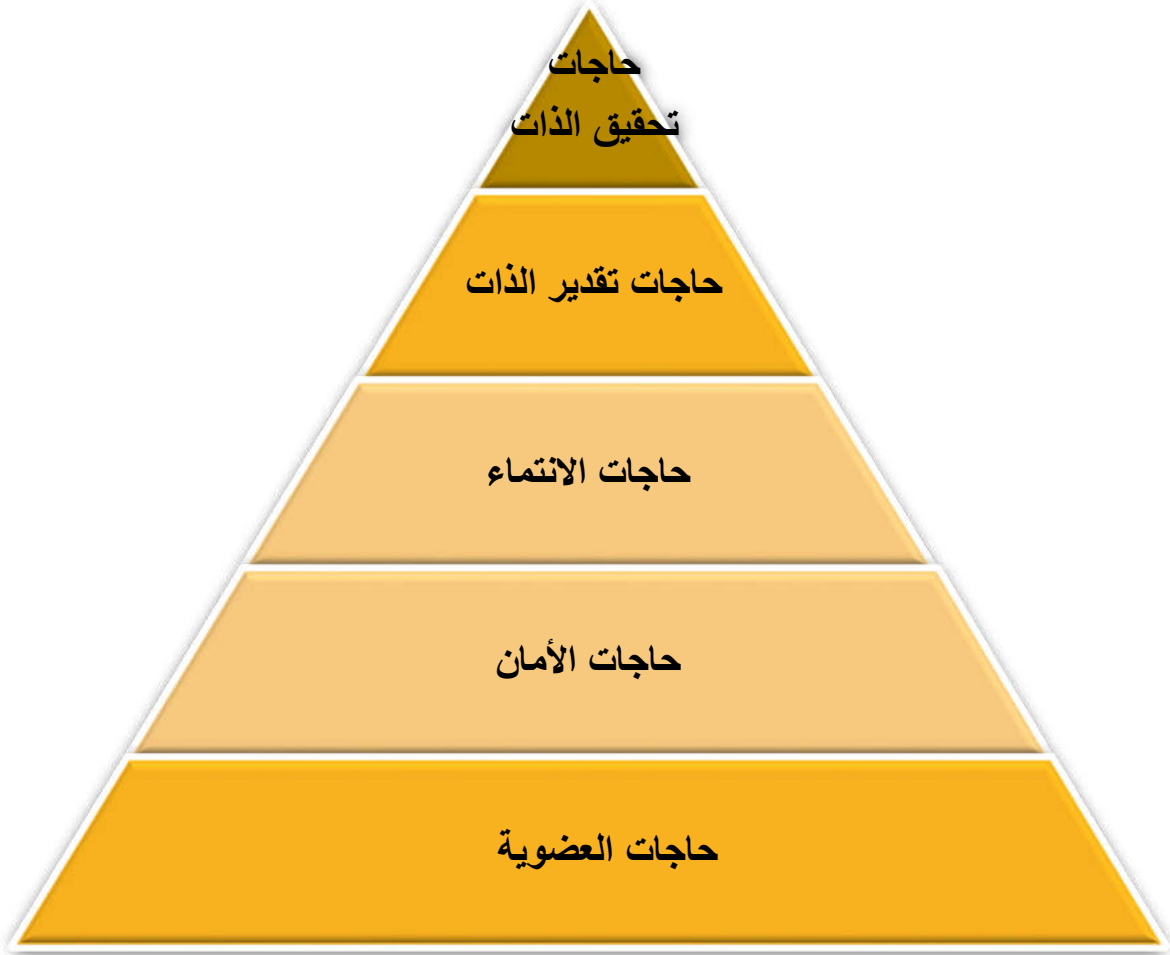 حاجات
تحقيق الذات
حاجات تقدير الذات
حاجات الانتماء
حاجات الأمان
حاجات العضوية